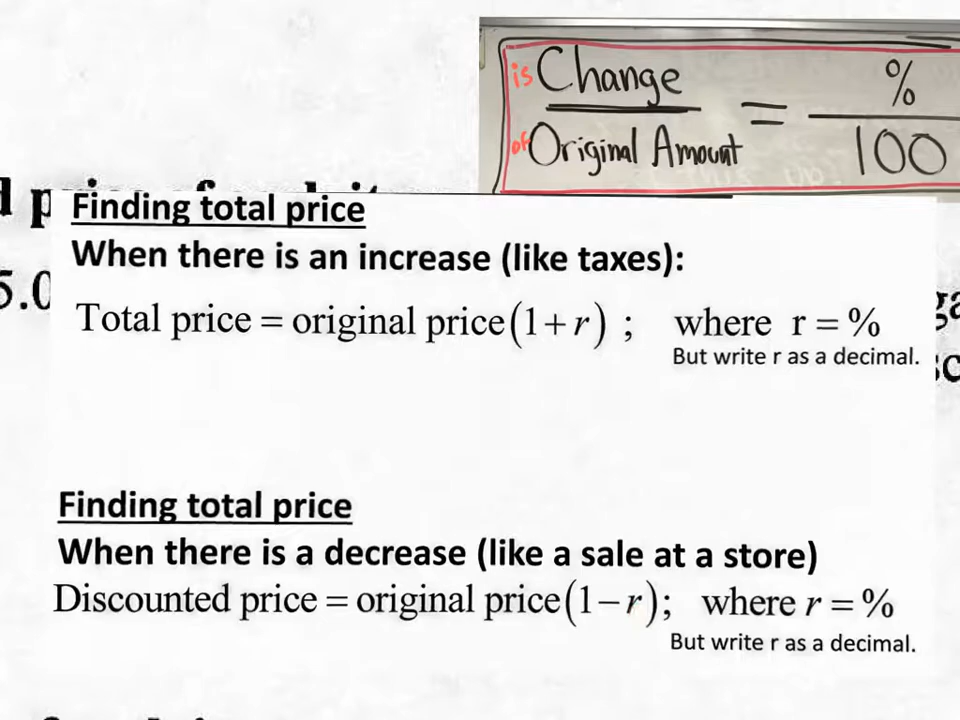 is Change
% 
of Original Amount = 100
Finding total price
When there is an increase (like taxes):
Total price = original price(1+r) ; where r = %
But write r as a decimal.
Finding total price
When there is a decrease (like a sale at a store)
Discounted price = original price(1−r); where r = %
But write r as a decimal.